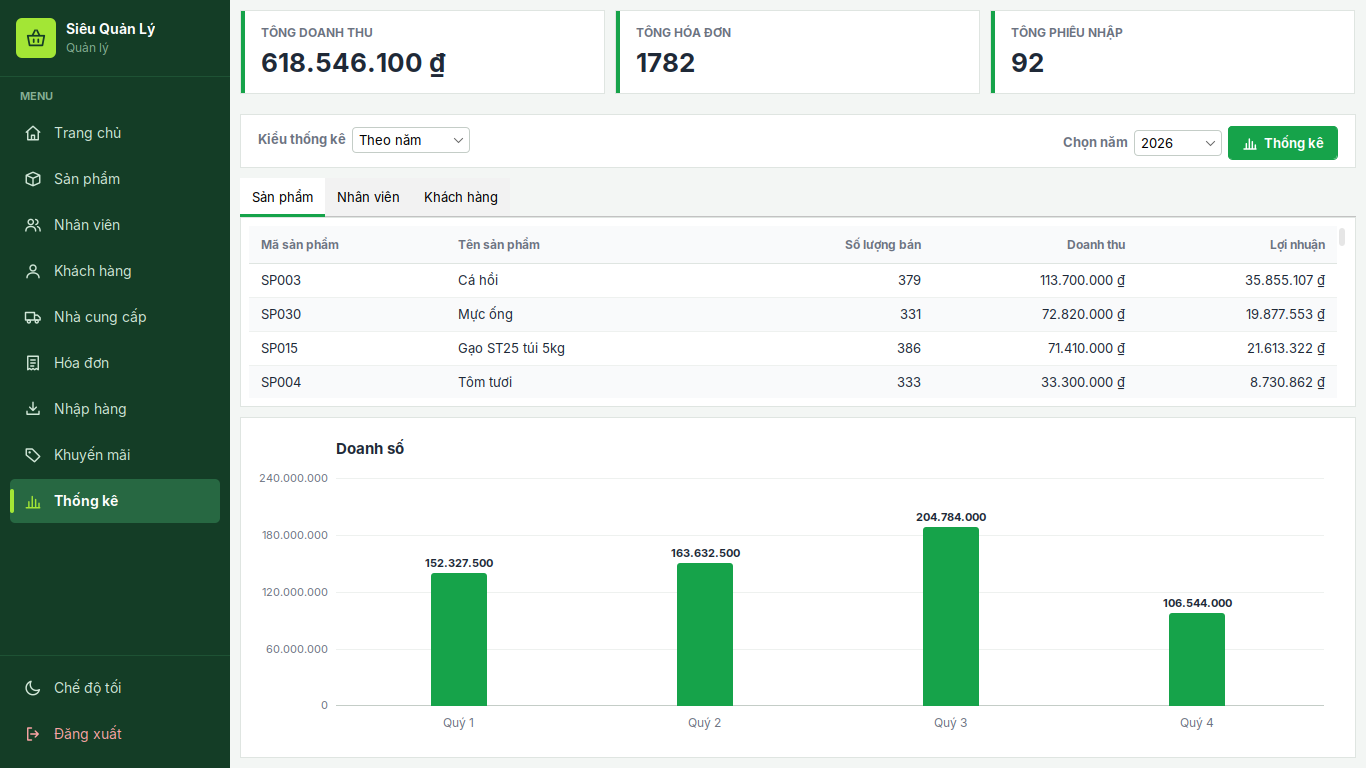 Siêu Quản Lý
Quản lý
MENU
Trang chủ
Sản phẩm
Nhân viên
Khách hàng
Nhà cung cấp
Hóa đơn
Nhập hàng
Khuyến mãi
Thống kê
Chế độ tối
Đăng xuất
TỔNG DOANH THU
618.546.100 ₫
TỔNG HÓA ĐƠN
1782
TỔNG PHIẾU NHẬP
92
Kiểu thống kê Theo năm
Chọn năm 2026 Thống kê
Sản phẩm Nhân viên Khách hàng
Mã sản phẩm Tên sản phẩm Số lượng bán Doanh thu Lợi nhuận
SP003 Cá hồi 379 113.700.000 ₫ 35.855.107 ₫
SP030 Mực ống 331 72.820.000 ₫ 19.877.553 ₫
SP015 Gạo ST25 túi 5kg 386 71.410.000 ₫ 21.613.322 ₫
SP004 Tôm tươi 333 33.300.000 ₫ 8.730.862 ₫
Doanh số
240.000.000
180.000.000
120.000.000
60.000.000
0
152.327.500
163.632.500
204.784.000
106.544.000
Quý 1 Quý 2 Quý 3 Quý 4